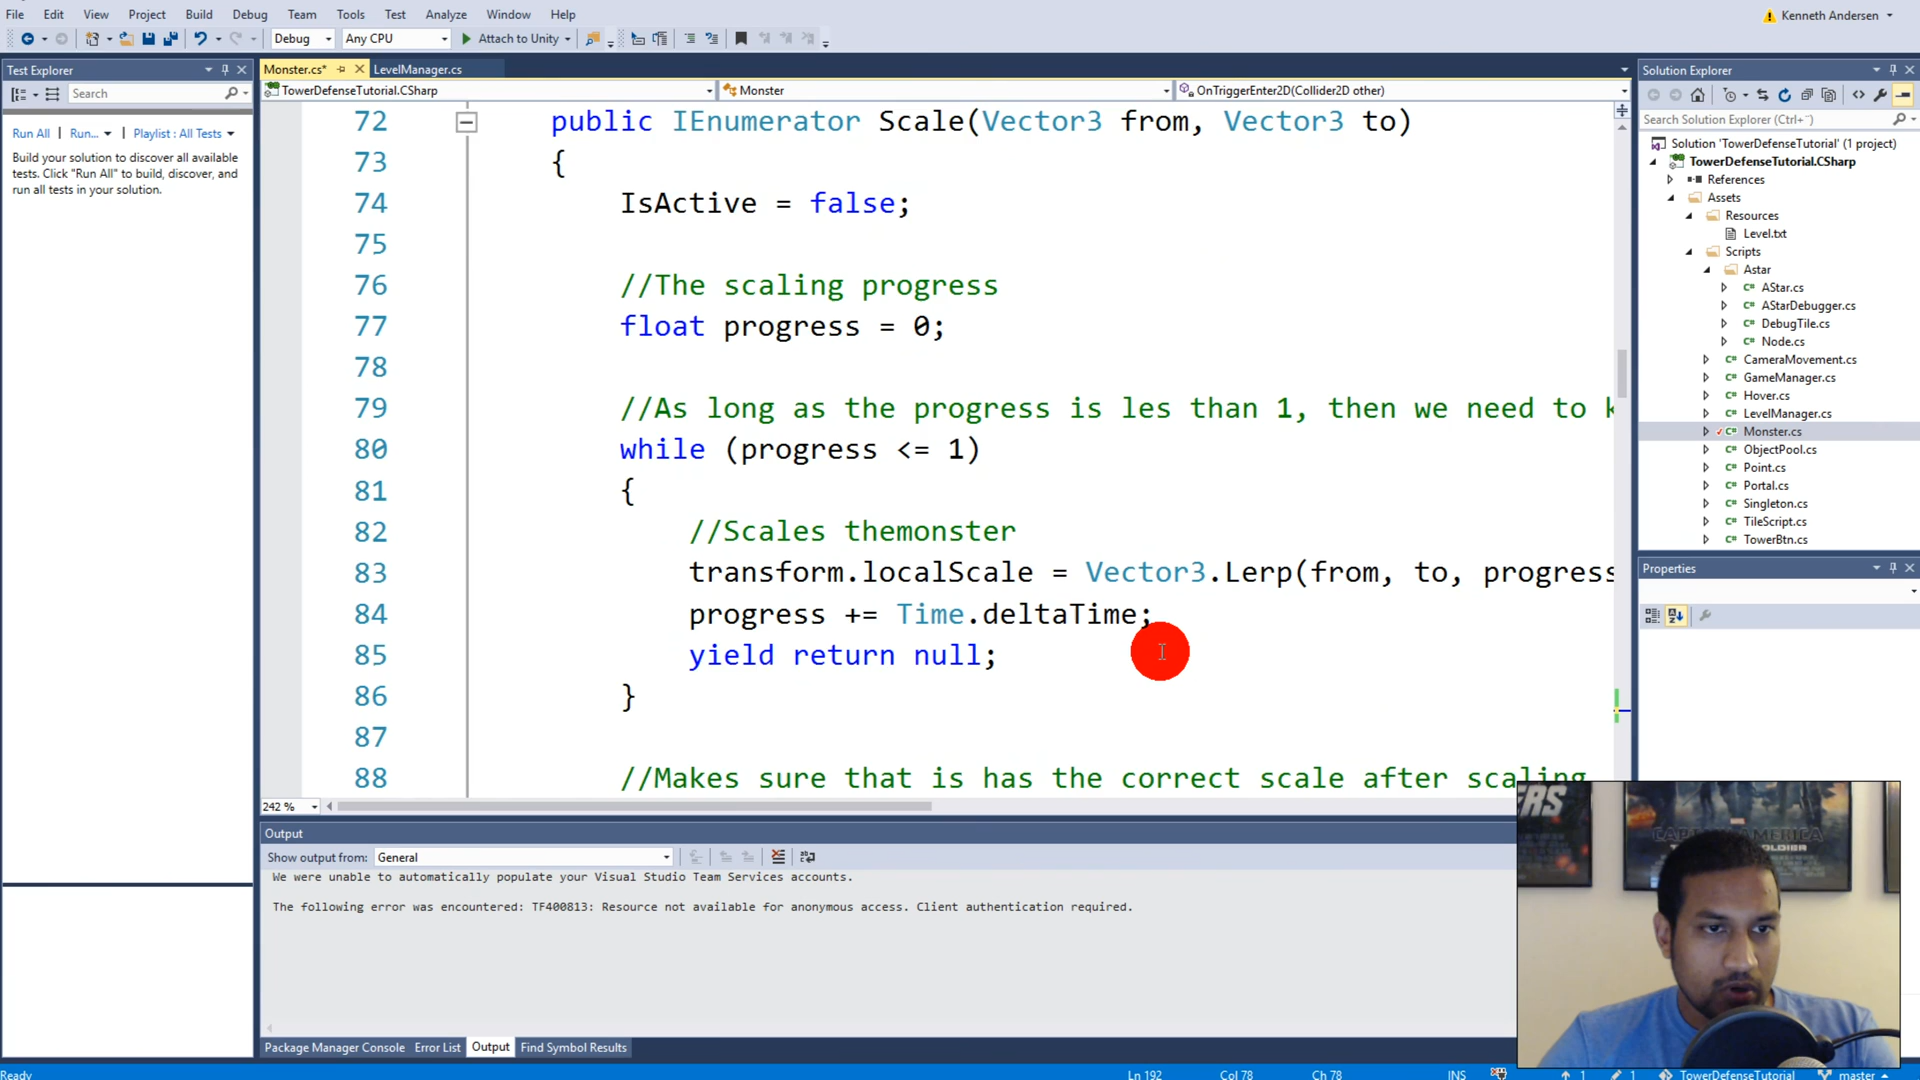 File Edit View Project Build Debug Team Tools Test Analyze Window Help
Kenneth Andersen
Debug Any CPU Attach to Unity
Test Explorer
Search
Run All Run... Playlist : All Tests
Build your solution to discover all available
tests. Click "Run All" to build, discover, and
run all tests in your solution.
Monster.cs* LevelManager.cs
TowerDefenseTutorial.CSharp Monster OnTriggerEnter2D(Collider2D other)
72 public IEnumerator Scale(Vector3 from, Vector3 to)
73 {
74 IsActive = false;
75
76 //The scaling progress
77 float progress = 0;
78
79 //As long as the progress is les than 1, then we need to k
80 while (progress <= 1)
81 {
82 //Scales themonster
83 transform.localScale = Vector3.Lerp(from, to, progress
84 progress += Time.deltaTime;
85 yield return null;
86 }
87
88 //Makes sure that is has the correct scale after scaling
242 %
Output
Show output from: General
We were unable to automatically populate your Visual Studio Team Services accounts.
The following error was encountered: TF400813: Resource not available for anonymous access. Client authentication required.
Package Manager Console Error List Output Find Symbol Results
Solution Explorer
Search Solution Explorer (Ctrl+¨)
Solution 'TowerDefenseTutorial' (1 project)
TowerDefenseTutorial.CSharp
References
Assets
Resources
Level.txt
Scripts
Astar
AStar.cs
AStarDebugger.cs
DebugTile.cs
Node.cs
CameraMovement.cs
GameManager.cs
Hover.cs
LevelManager.cs
Monster.cs
ObjectPool.cs
Point.cs
Portal.cs
Singleton.cs
TileScript.cs
TowerBtn.cs
Properties
MARVEL
CAPTAIN AMERICA
Ready Ln 192 Col 78 Ch 78 INS 1 1 TowerDefenseTutorial master